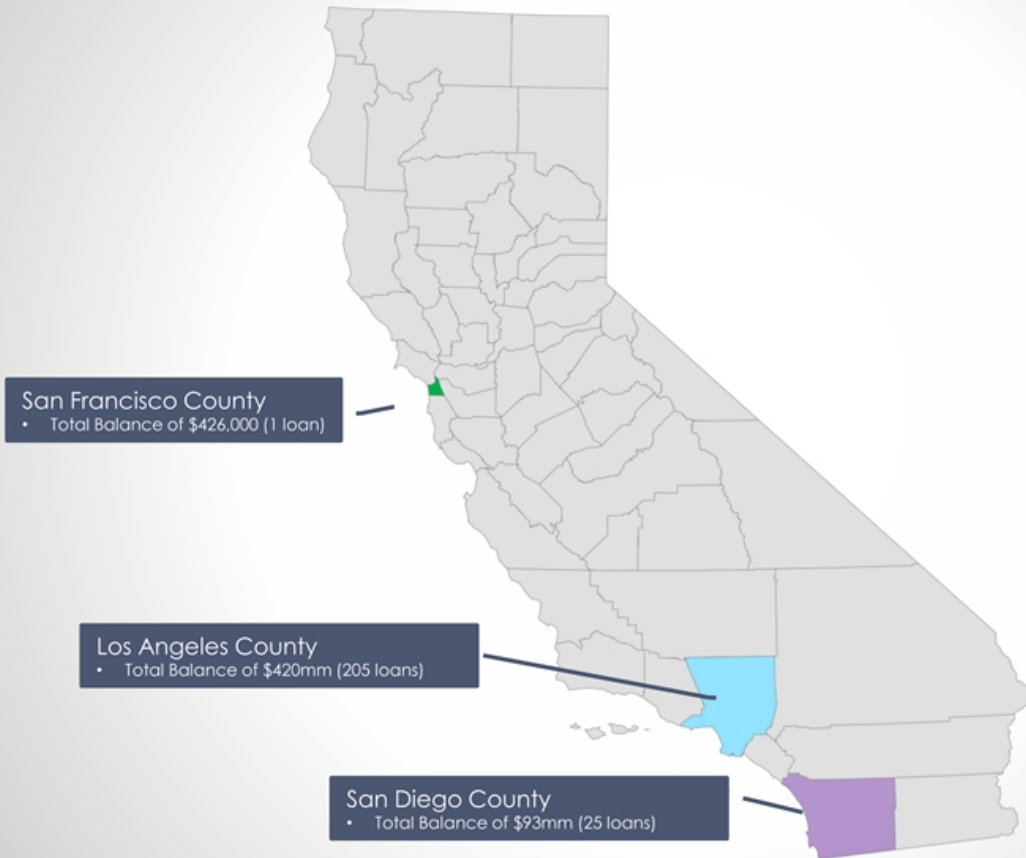 San Francisco County
• Total Balance of $426,000 (1 loan)
Los Angeles County
• Total Balance of $420mm (205 loans)
San Diego County
• Total Balance of $93mm (25 loans)